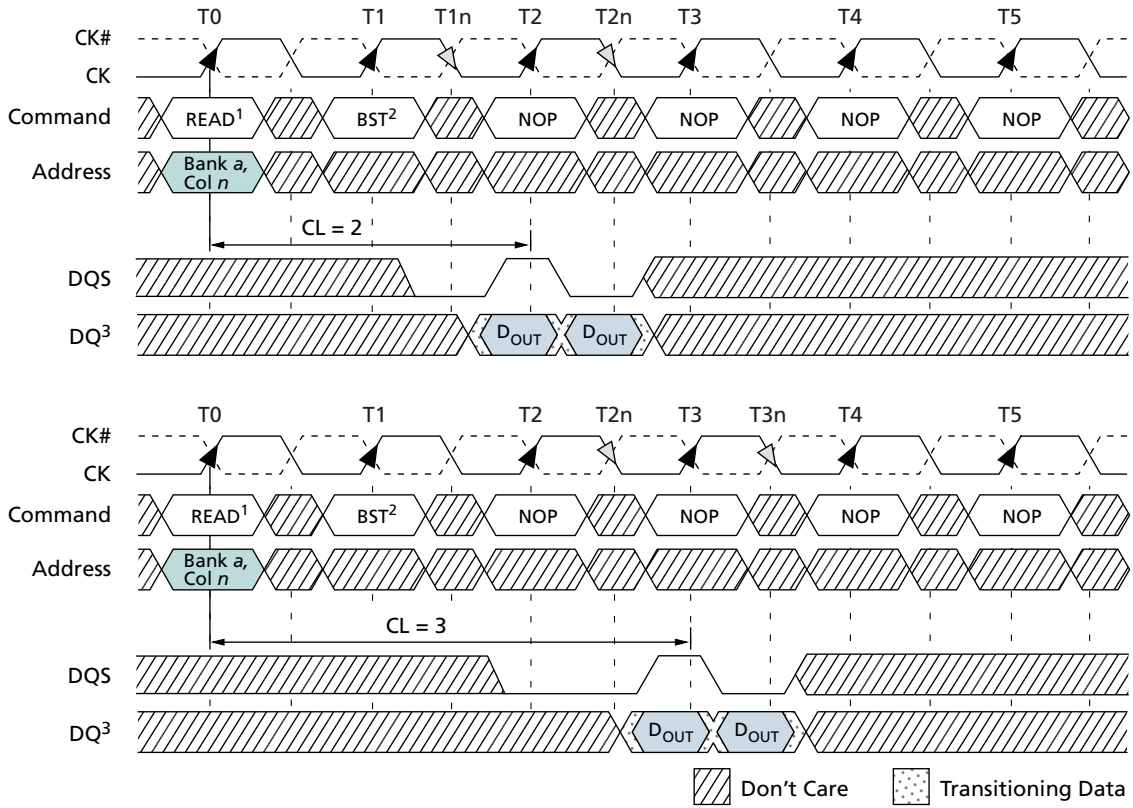 T0 T1 T1n T2 T2n T3 T4 T5
CK#
CK
Command READ1 BST2 NOP NOP NOP NOP
Address Bank a,
Col n
CL = 2
DQS
DQ3 DOUT DOUT
T0 T1 T2 T2n T3 T3n T4 T5
CK#
CK
Command READ1 BST2 NOP NOP NOP NOP
Address Bank a,
Col n
CL = 3
DQS
DQ3 DOUT DOUT
Don't Care Transitioning Data